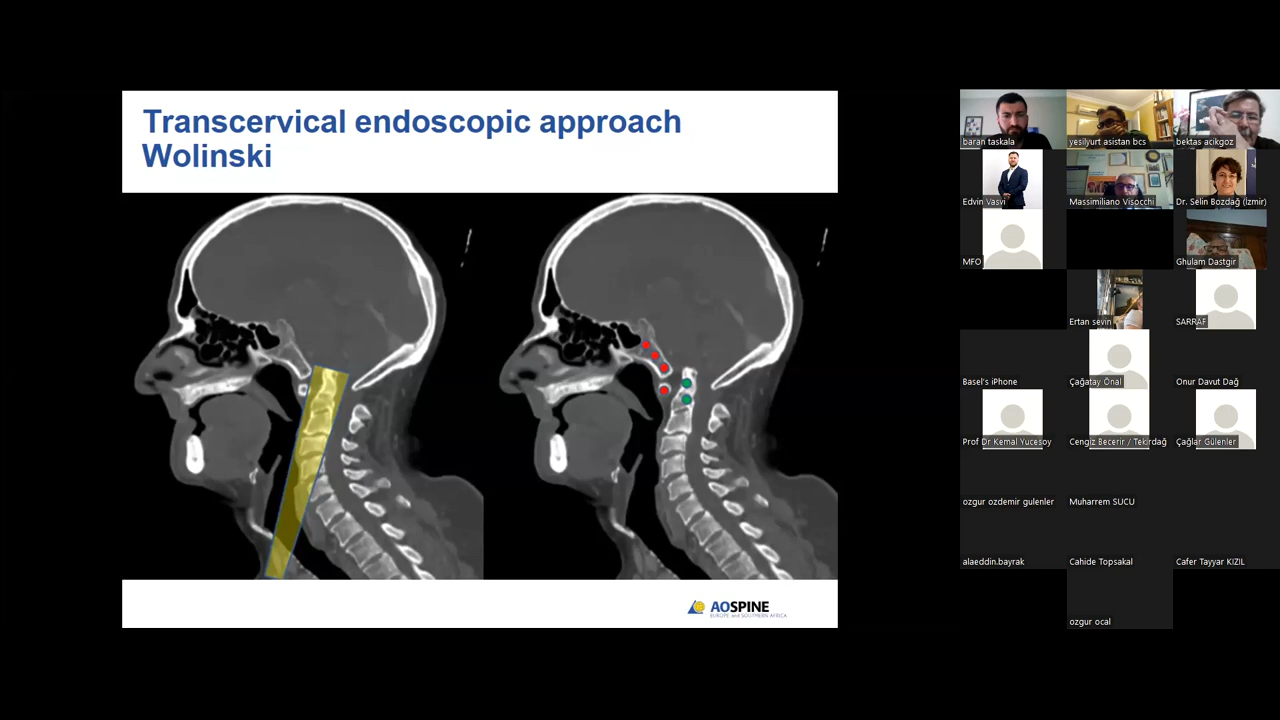 Transcervical endoscopic approach
Wolinski
AOSPINE
EUROPE and SOUTHERN AFRICA
baran taskala
yesilyurt asistan bcs
bektas acikgoz
Edvin Vasvi
Massimiliano Visocchi
Dr. Selin Bozdağ (İzmir)
MFO
Ghulam Dastgir
Ertan sevin
SARRAF
Basel's iPhone
Çağatay Önal
Onur Davut Dağ
Prof Dr Kemal Yucesoy
Cengiz Becerir / Tekirdağ
Çağlar Gülenler
ozgur ozdemir gulenler
Muharrem SUCU
alaeddin.bayrak
Cahide Topsakal
Cafer Tayyar KIZIL
ozgur ocal